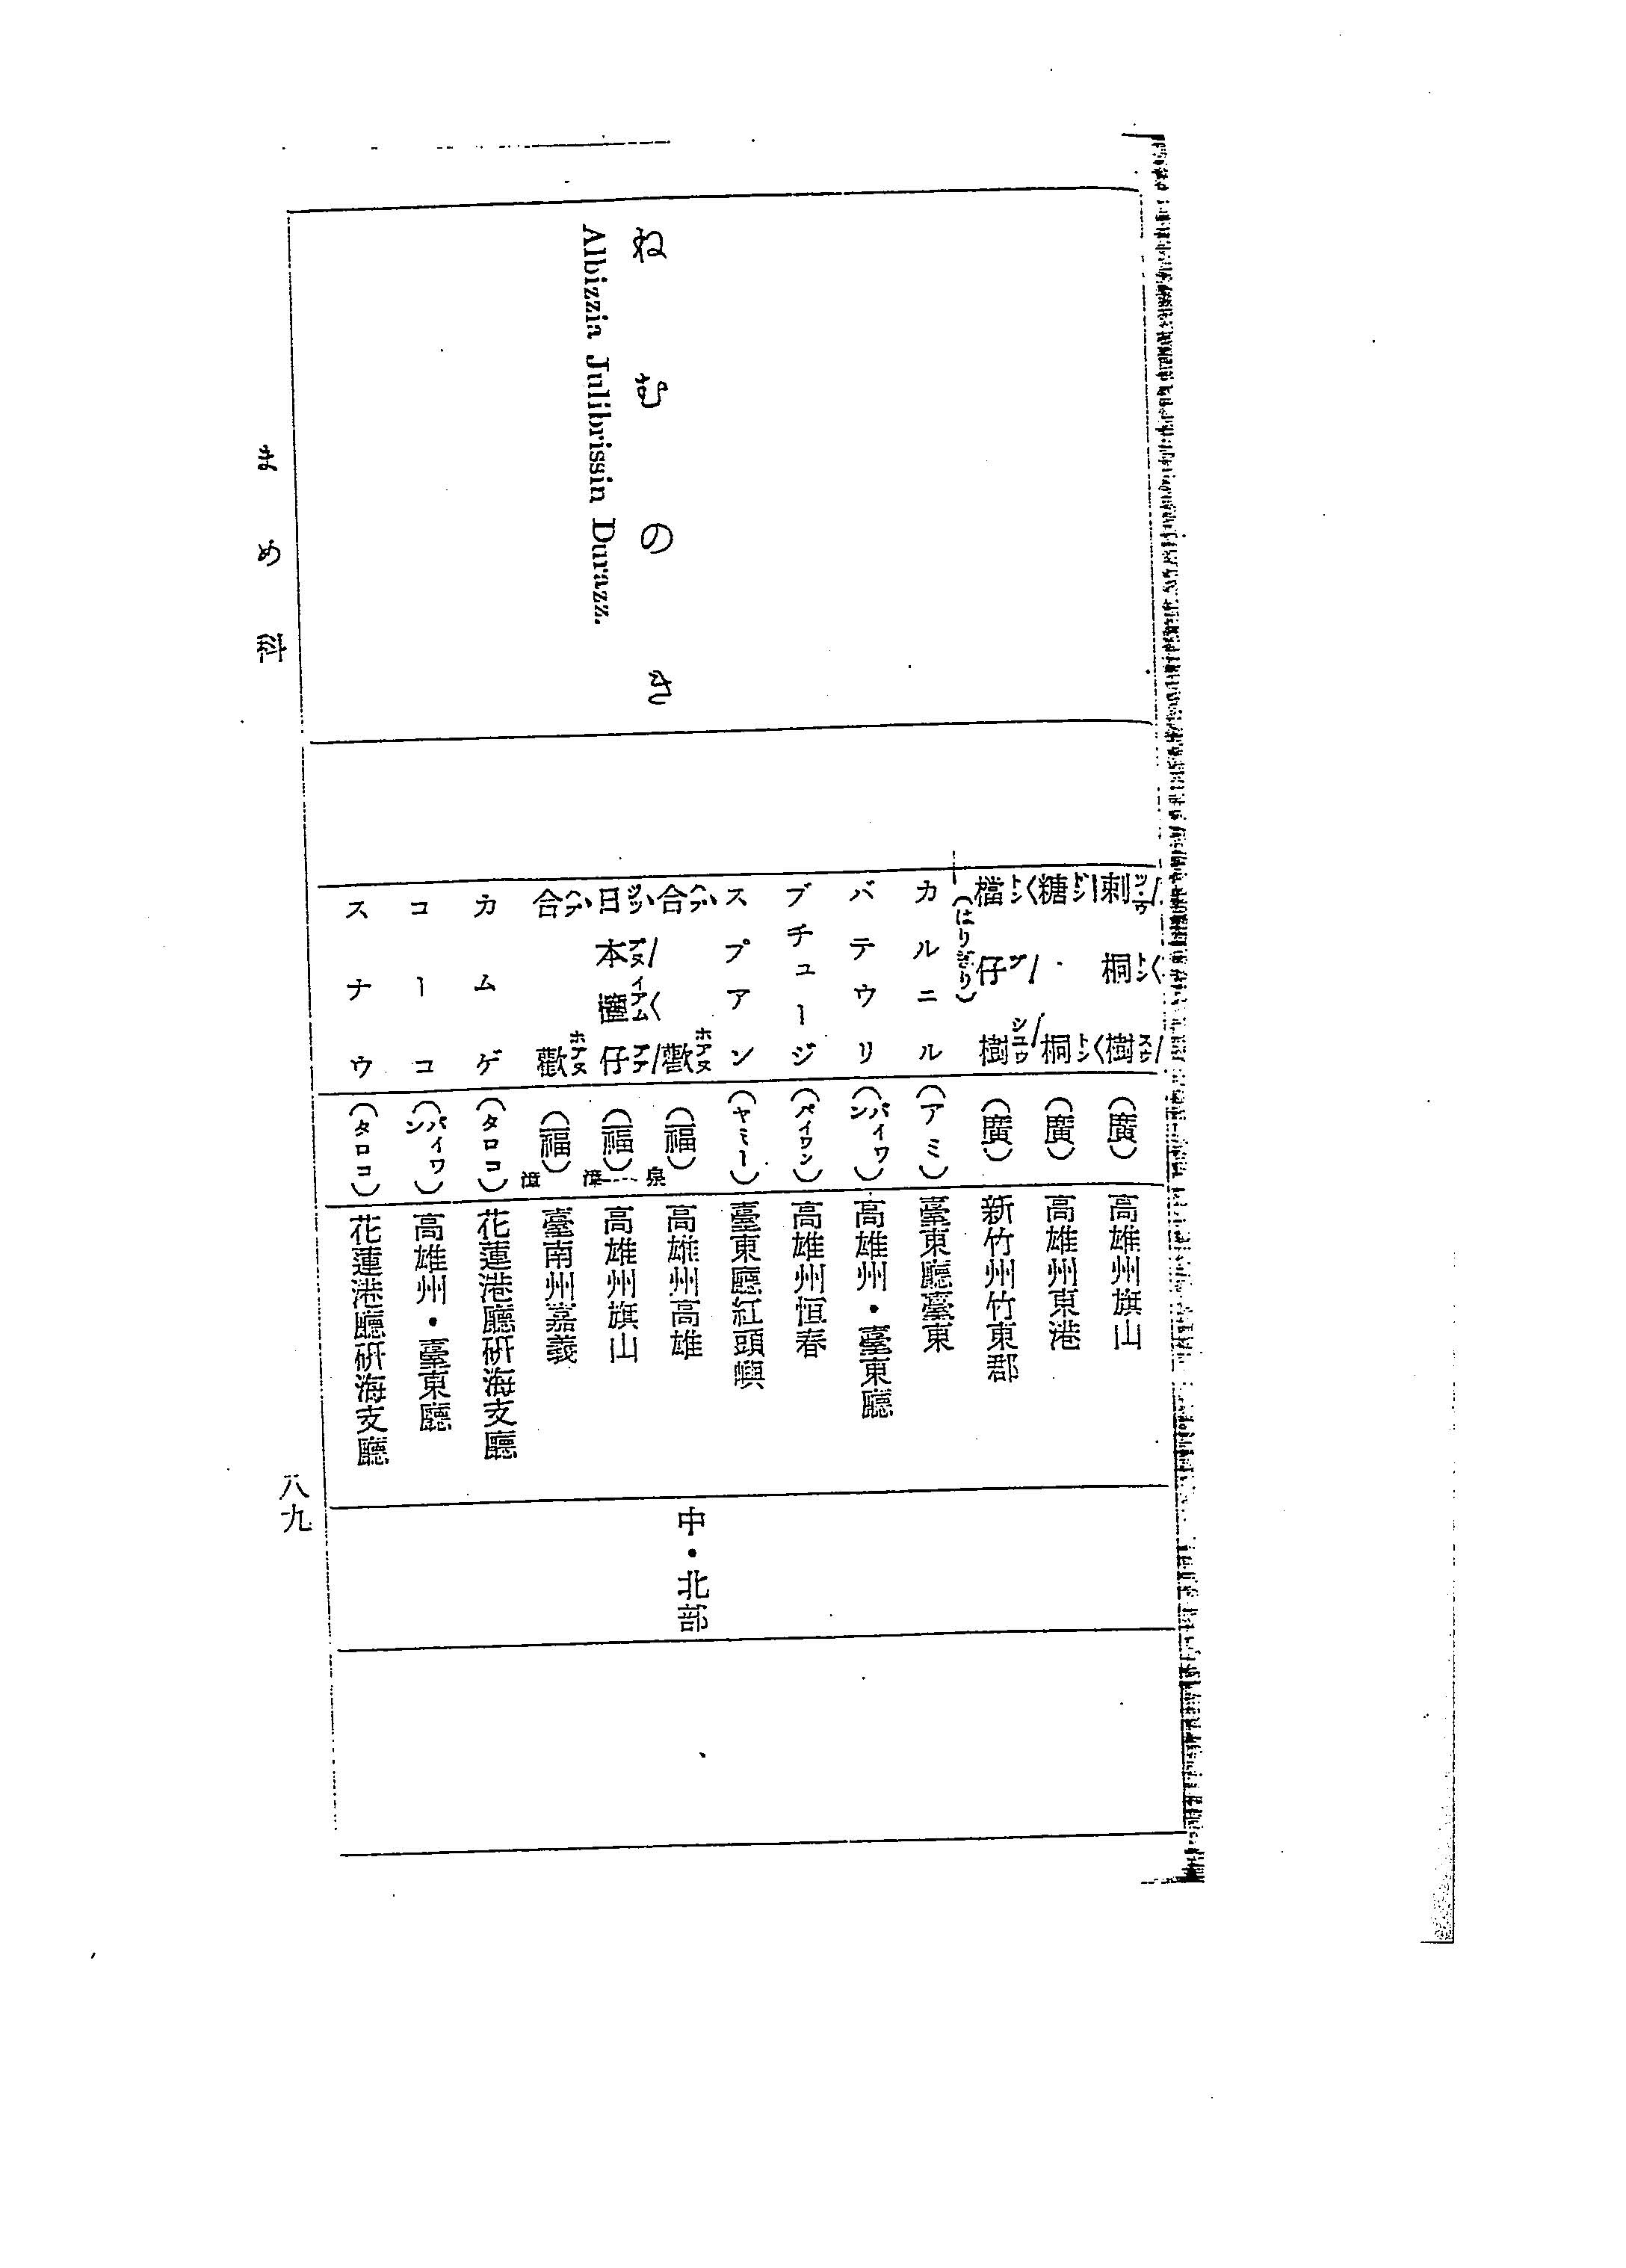 刺桐樹 (廣) 高雄州旗山
糖桐 (廣) 高雄州東港
檔仔樹 (廣) 新竹州竹東郡
(はりぎり)
カルニル (アミ) 臺東廳臺東
バテウリ (パイワン) 高雄州・臺東廳
ブチュージ (パイワン) 高雄州恒春
スプアン (ヤミー) 臺東廳紅頭嶼
ねむのき
合歡 (福) 泉 高雄州高雄 中・北部
Albizzia Julibrissin Durazz.
日本 仔 (福) 漳 高雄州旗山
合歡 (福) 漳 臺南州嘉義
カムゲ (タロコ) 花蓮港廳研海支廳
コーコ (パイワン) 高雄州・臺東廳
スナウ (タロコ) 花蓮港廳研海支廳
まめ科
八九